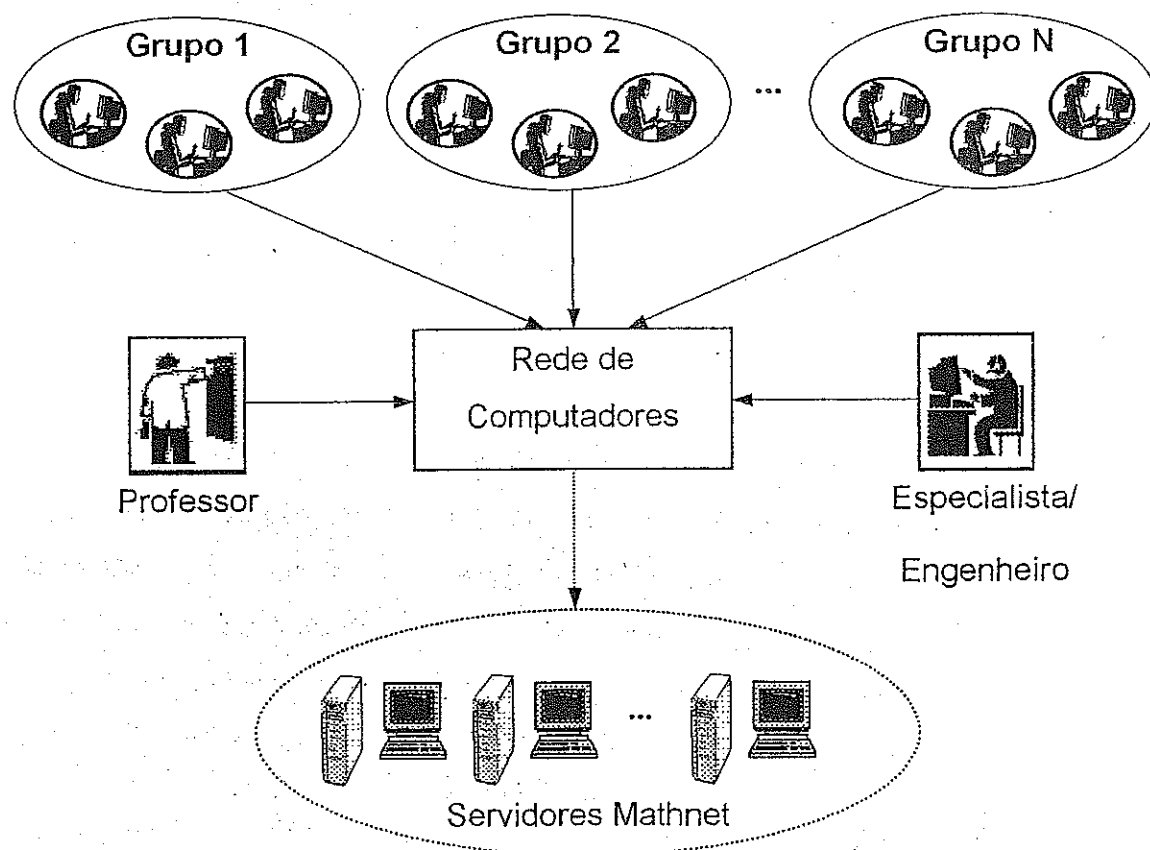 Grupo 1
Grupo 2
...
Grupo N
Rede de
Computadores
Professor
Especialista/
Engenheiro
...
Servidores Mathnet